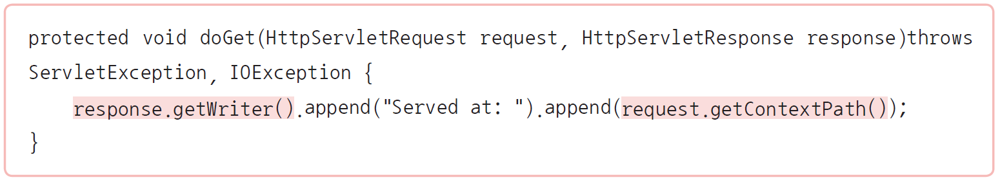 protected void doGet(HttpServletRequest request, HttpServletResponse response)throws
ServletException, IOException {
    response.getWriter().append("Served at: ").append(request.getContextPath());
}